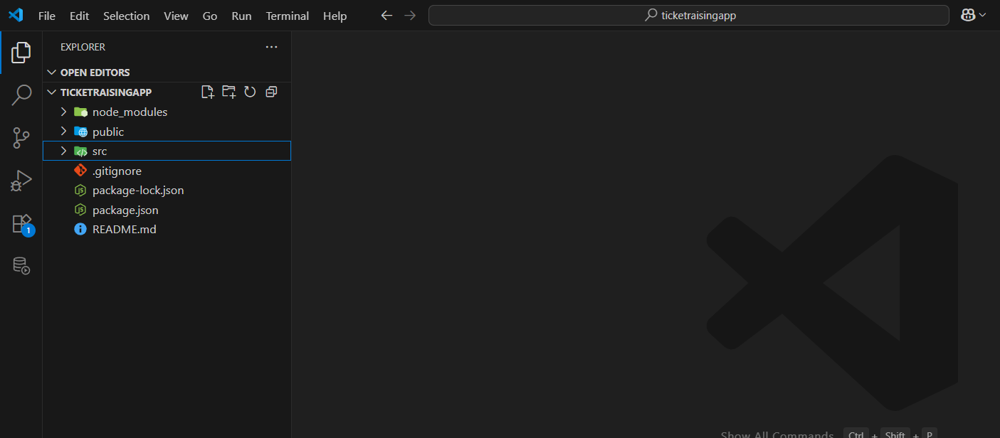 File Edit Selection View Go Run Terminal Help
ticketraisingapp
EXPLORER
OPEN EDITORS
TICKETRAISINGAPP
node_modules
public
src
.gitignore
package-lock.json
package.json
README.md
1
Show All Commands Ctrl + Shift + P